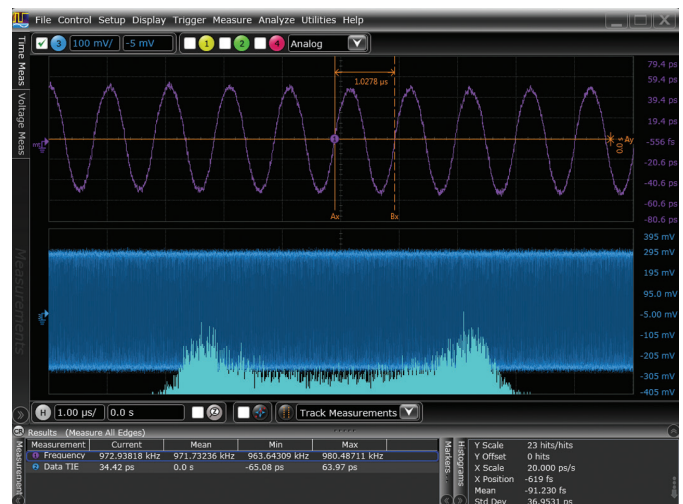 File Control Setup Display Trigger Measure Analyze Utilities Help
3 100 mV/ -5 mV 1 2 4 Analog
Time Meas
Voltage Meas
Measurements
1.0278 µs
79.4 ps
59.4 ps
39.4 ps
19.4 ps
-556 fs
-20.6 ps
-40.6 ps
-60.6 ps
-80.6 ps
0.0 s Ay
Ax Bx
395 mV
295 mV
195 mV
95.0 mV
-5.00 mV
-105 mV
-205 mV
-305 mV
-405 mV
H 1.00 µs/ 0.0 s Track Measurements
Results (Measure All Edges)
Measurement Current Mean Min Max
Frequency 972.93818 kHz 971.73236 kHz 963.64309 kHz 980.48711 kHz
Data TIE 34.42 ps 0.0 s -65.08 ps 63.97 ps
Measurement
Markers...
Histograms
Y Scale 23 hits/hits
Y Offset 0 hits
X Scale 20.000 ps/s
X Position -619 fs
Mean -91.230 fs
Std Dev 36.9531 ps